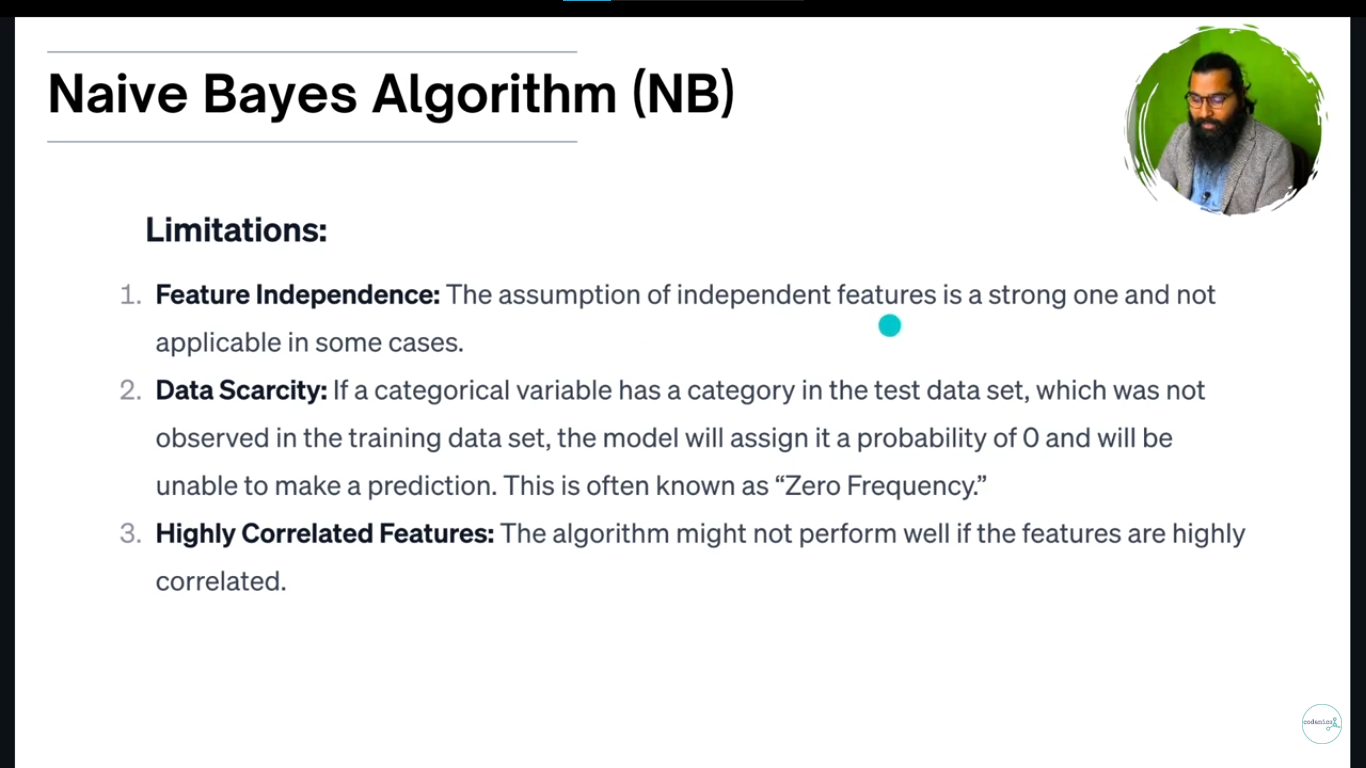 Naive Bayes Algorithm (NB)
Limitations:
1. Feature Independence: The assumption of independent features is a strong one and not
applicable in some cases.
2. Data Scarcity: If a categorical variable has a category in the test data set, which was not
observed in the training data set, the model will assign it a probability of 0 and will be
unable to make a prediction. This is often known as “Zero Frequency.”
3. Highly Correlated Features: The algorithm might not perform well if the features are highly
correlated.
codanics